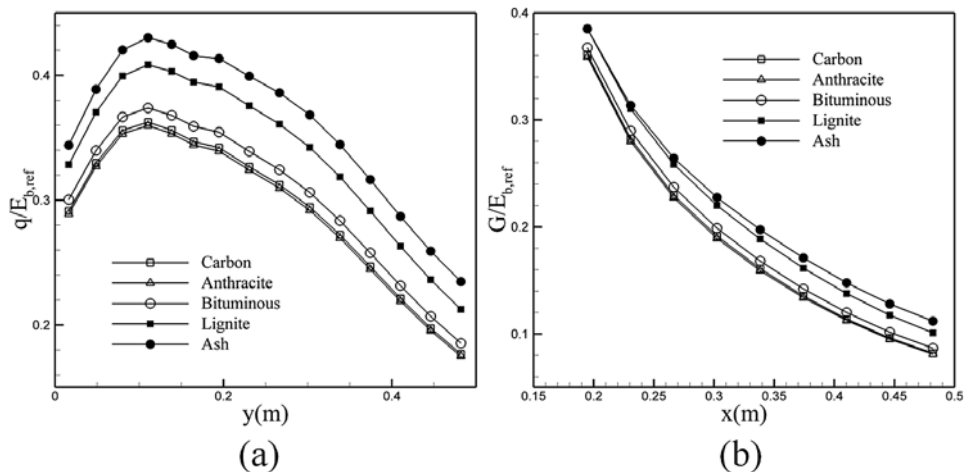 0.4
0.3
0.2
q/E_b,ref
Carbon
Anthracite
Bituminous
Lignite
Ash
0
0.2
0.4
y(m)
(a)
0.4
0.3
0.2
0.1
G/E_b,ref
Carbon
Anthracite
Bituminous
Lignite
Ash
0.15
0.2
0.25
0.3
0.35
0.4
0.45
0.5
x(m)
(b)